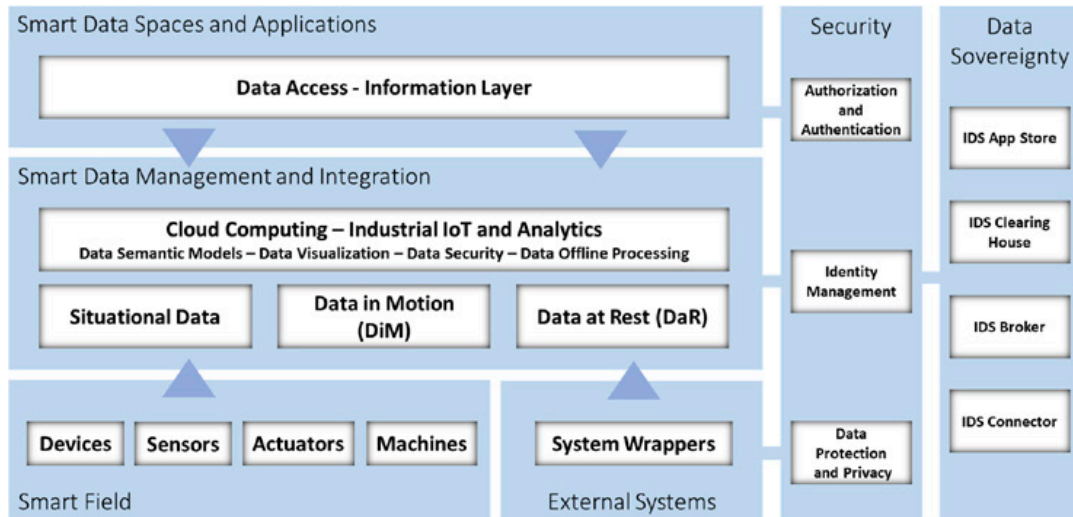 Smart Data Spaces and Applications
Data Access - Information Layer
Smart Data Management and Integration
Cloud Computing – Industrial IoT and Analytics
Data Semantic Models – Data Visualization – Data Security – Data Offline Processing
Situational Data
Data in Motion
(DiM)
Data at Rest (DaR)
Devices
Sensors
Actuators
Machines
Smart Field
System Wrappers
External Systems
Security
Authorization
and
Authentication
Identity
Management
Data
Protection
and Privacy
Data
Sovereignty
IDS App Store
IDS Clearing
House
IDS Broker
IDS Connector